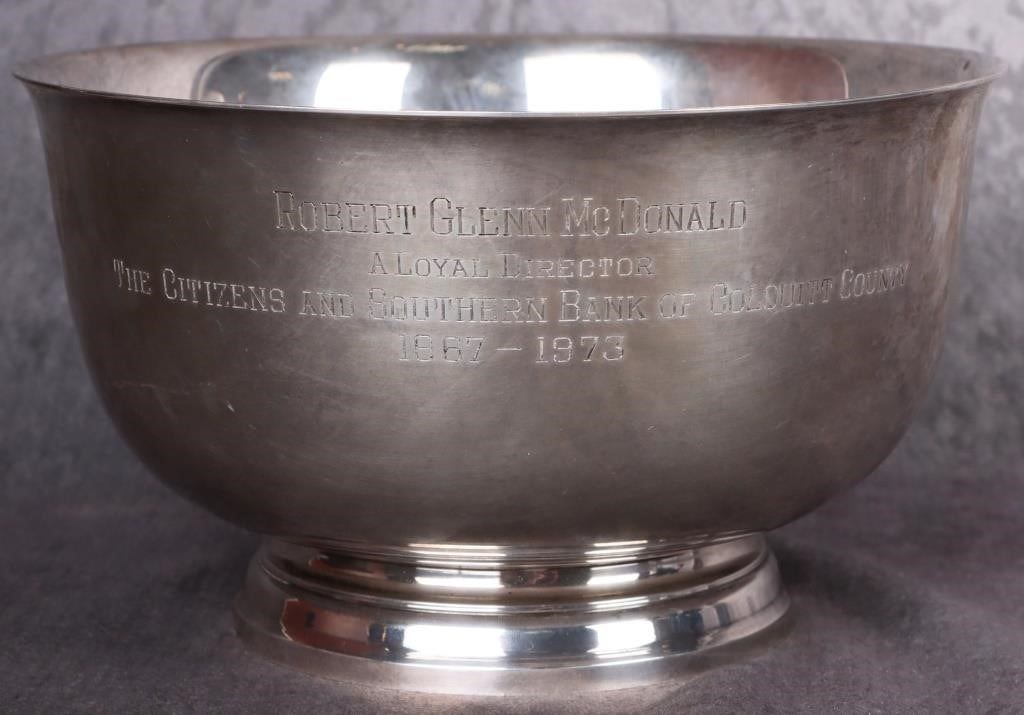 Robert Glenn McDonald
A Loyal Director
The Citizens and Southern Bank of Colquitt County
1967 - 1973